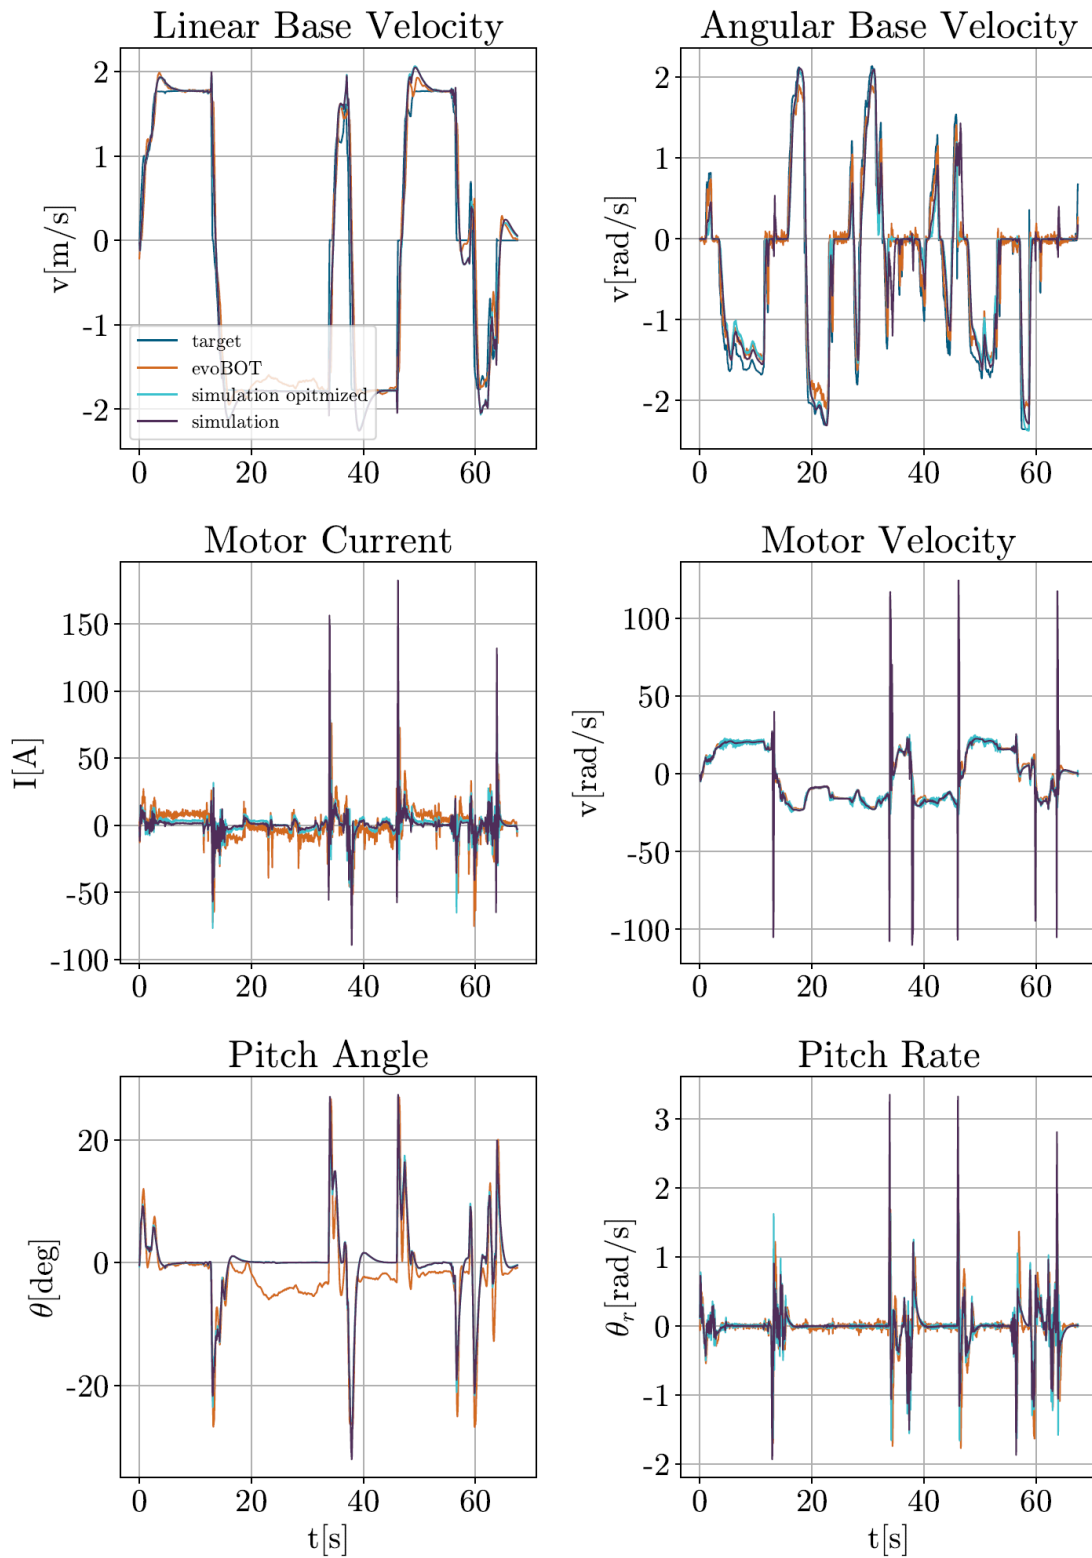 Linear Base Velocity
Angular Base Velocity
2
1
0
-1
-2
v[m/s]
target
evoBOT
simulation opitmized
simulation
0 20 40 60
2
1
0
-1
-2
v[rad/s]
0 20 40 60
Motor Current
Motor Velocity
150
100
50
0
-50
-100
I[A]
0 20 40 60
100
50
0
-50
-100
v[rad/s]
0 20 40 60
Pitch Angle
Pitch Rate
20
0
-20
θ[deg]
0 20 40 60
t[s]
3
2
1
0
-1
-2
θr[rad/s]
0 20 40 60
t[s]